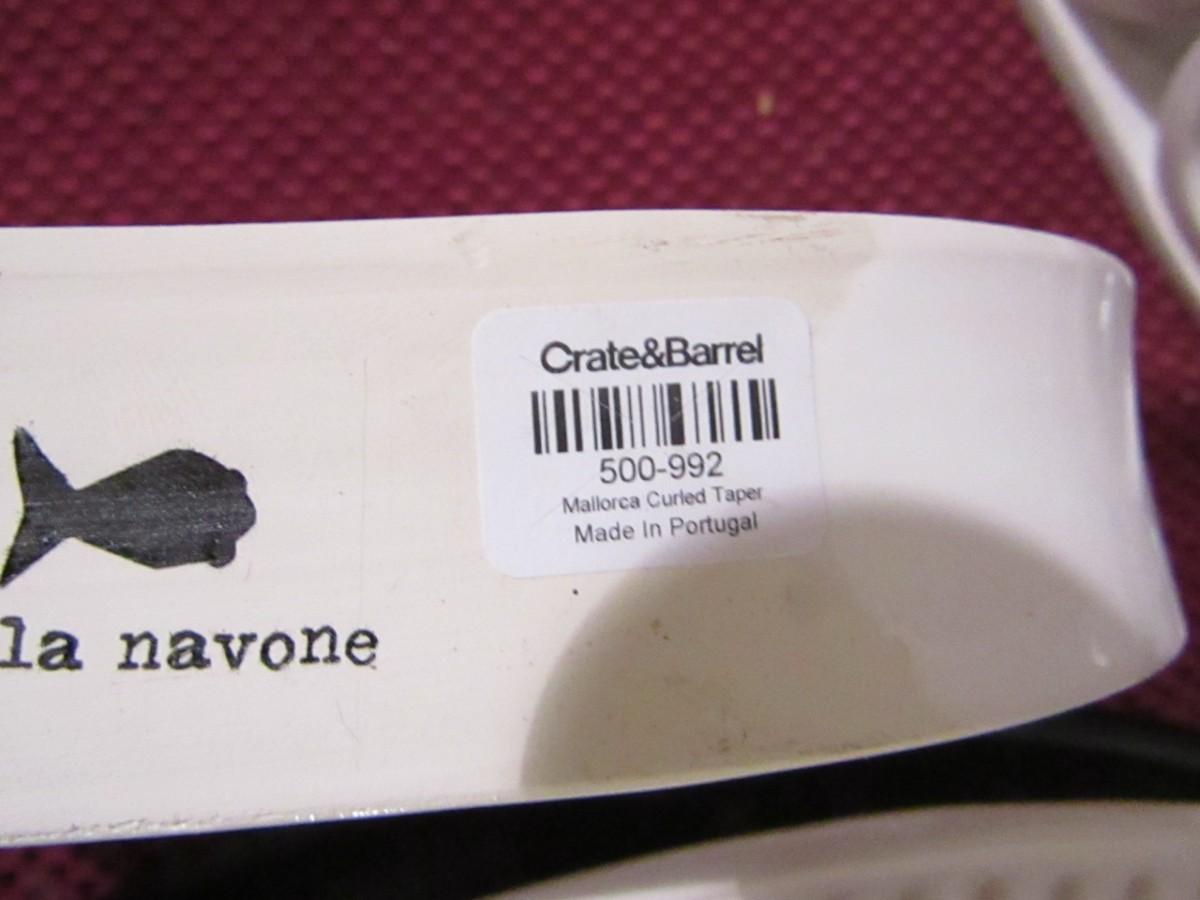 Crate&Barrel
500-992
Mallorca Curled Taper
Made In Portugal
la navone